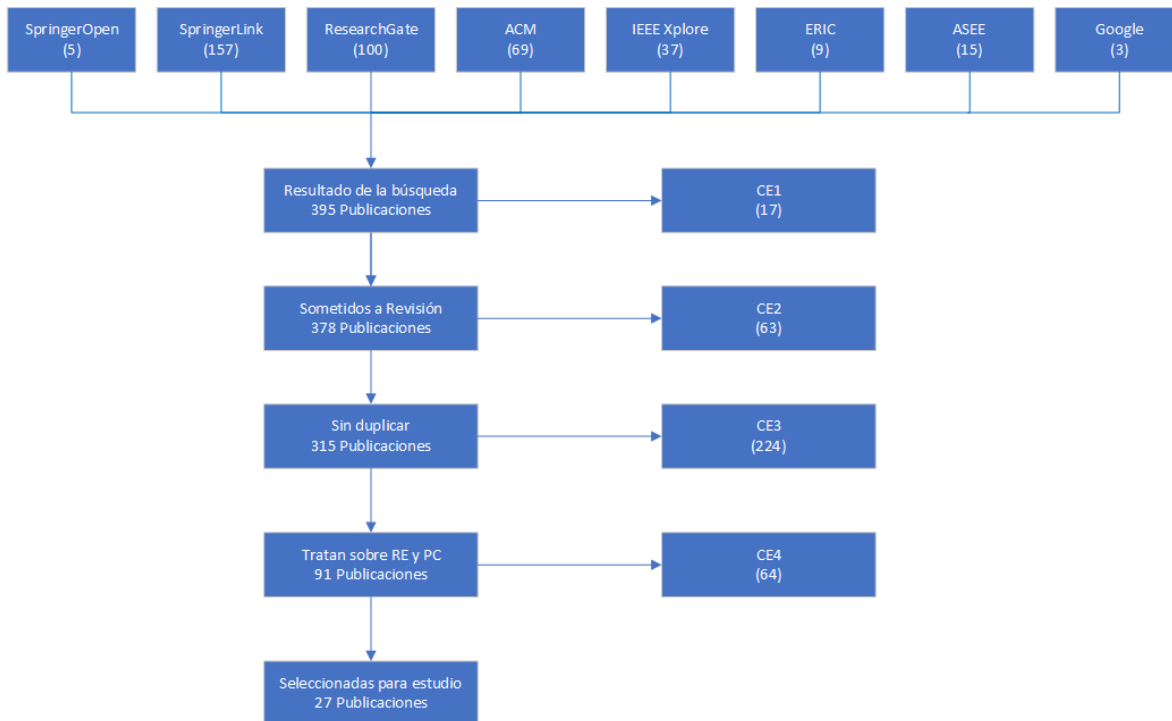 SpringerOpen
(5)
SpringerLink
(157)
ResearchGate
(100)
ACM
(69)
IEEE Xplore
(37)
ERIC
(9)
ASEE
(15)
Google
(3)
Resultado de la búsqueda
395 Publicaciones
CE1
(17)
Sometidos a Revisión
378 Publicaciones
CE2
(63)
Sin duplicar
315 Publicaciones
CE3
(224)
Tratan sobre RE y PC
91 Publicaciones
CE4
(64)
Seleccionadas para estudio
27 Publicaciones